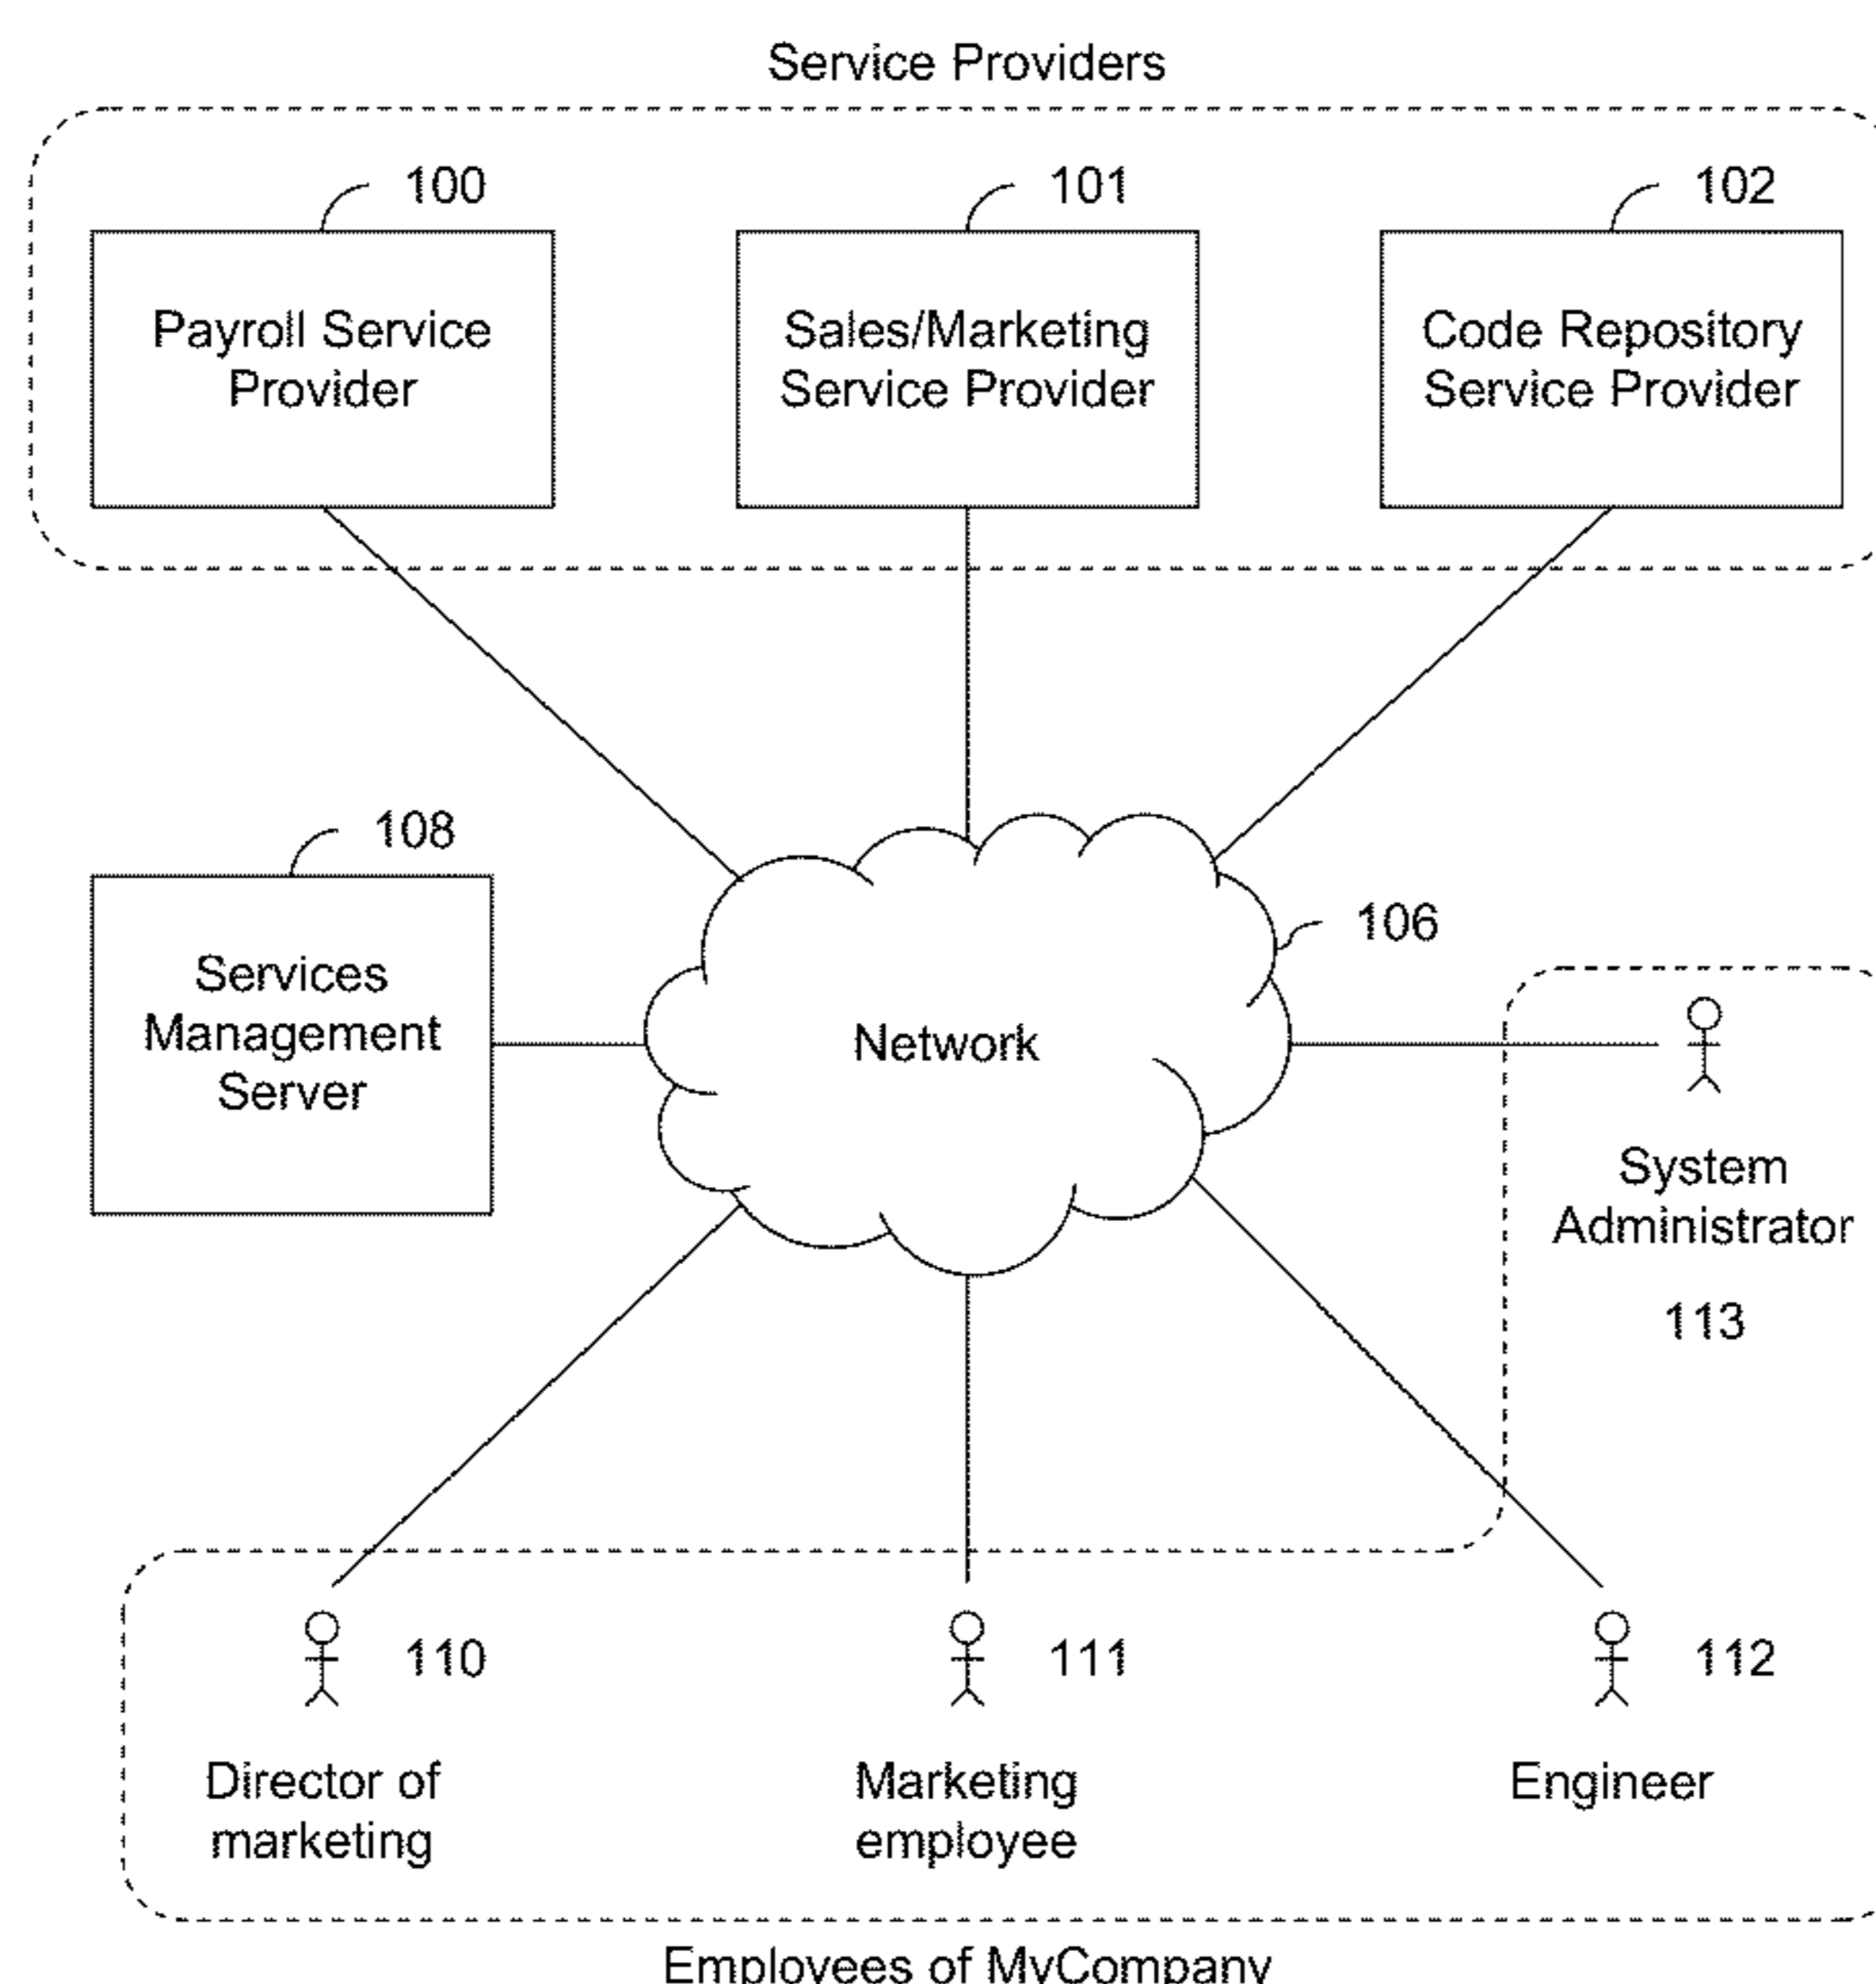 Service Providers
100
101
102
Payroll Service
Provider
Sales/Marketing
Service Provider
Code Repository
Service Provider
108
106
Services
Management
Server
Network
System
Administrator
113
110
111
112
Director of
marketing
Marketing
employee
Engineer
Employees of MyCompany